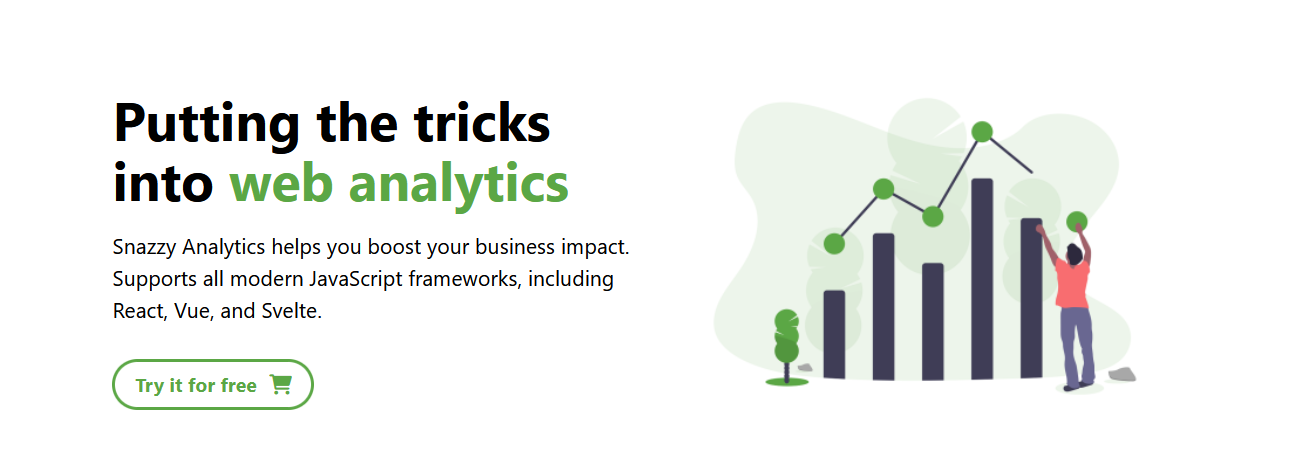 Putting the tricks
into web analytics
Snazzy Analytics helps you boost your business impact.
Supports all modern JavaScript frameworks, including
React, Vue, and Svelte.
Try it for free